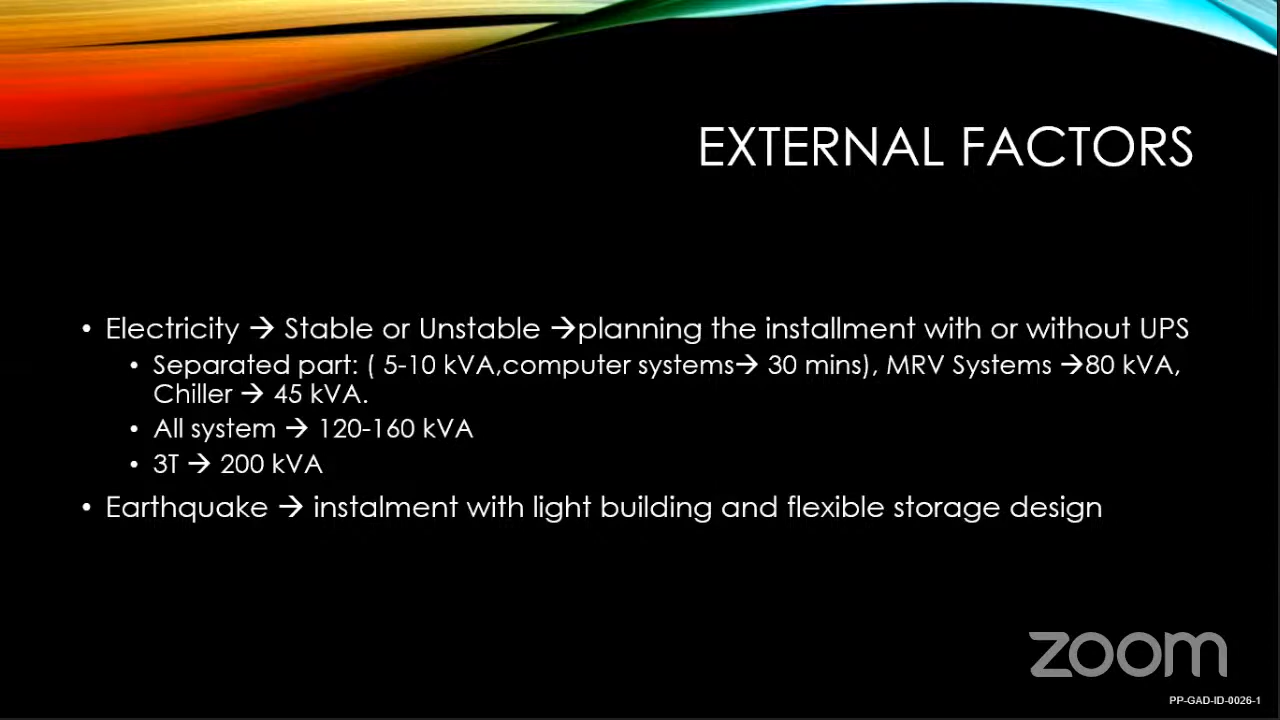 EXTERNAL FACTORS
• Electricity → Stable or Unstable →planning the installment with or without UPS
• Separated part: ( 5-10 kVA,computer systems→ 30 mins), MRV Systems →80 kVA,
Chiller → 45 kVA.
• All system → 120-160 kVA
• 3T → 200 kVA
• Earthquake → instalment with light building and flexible storage design
zoom
PP-GAD-ID-0026-1